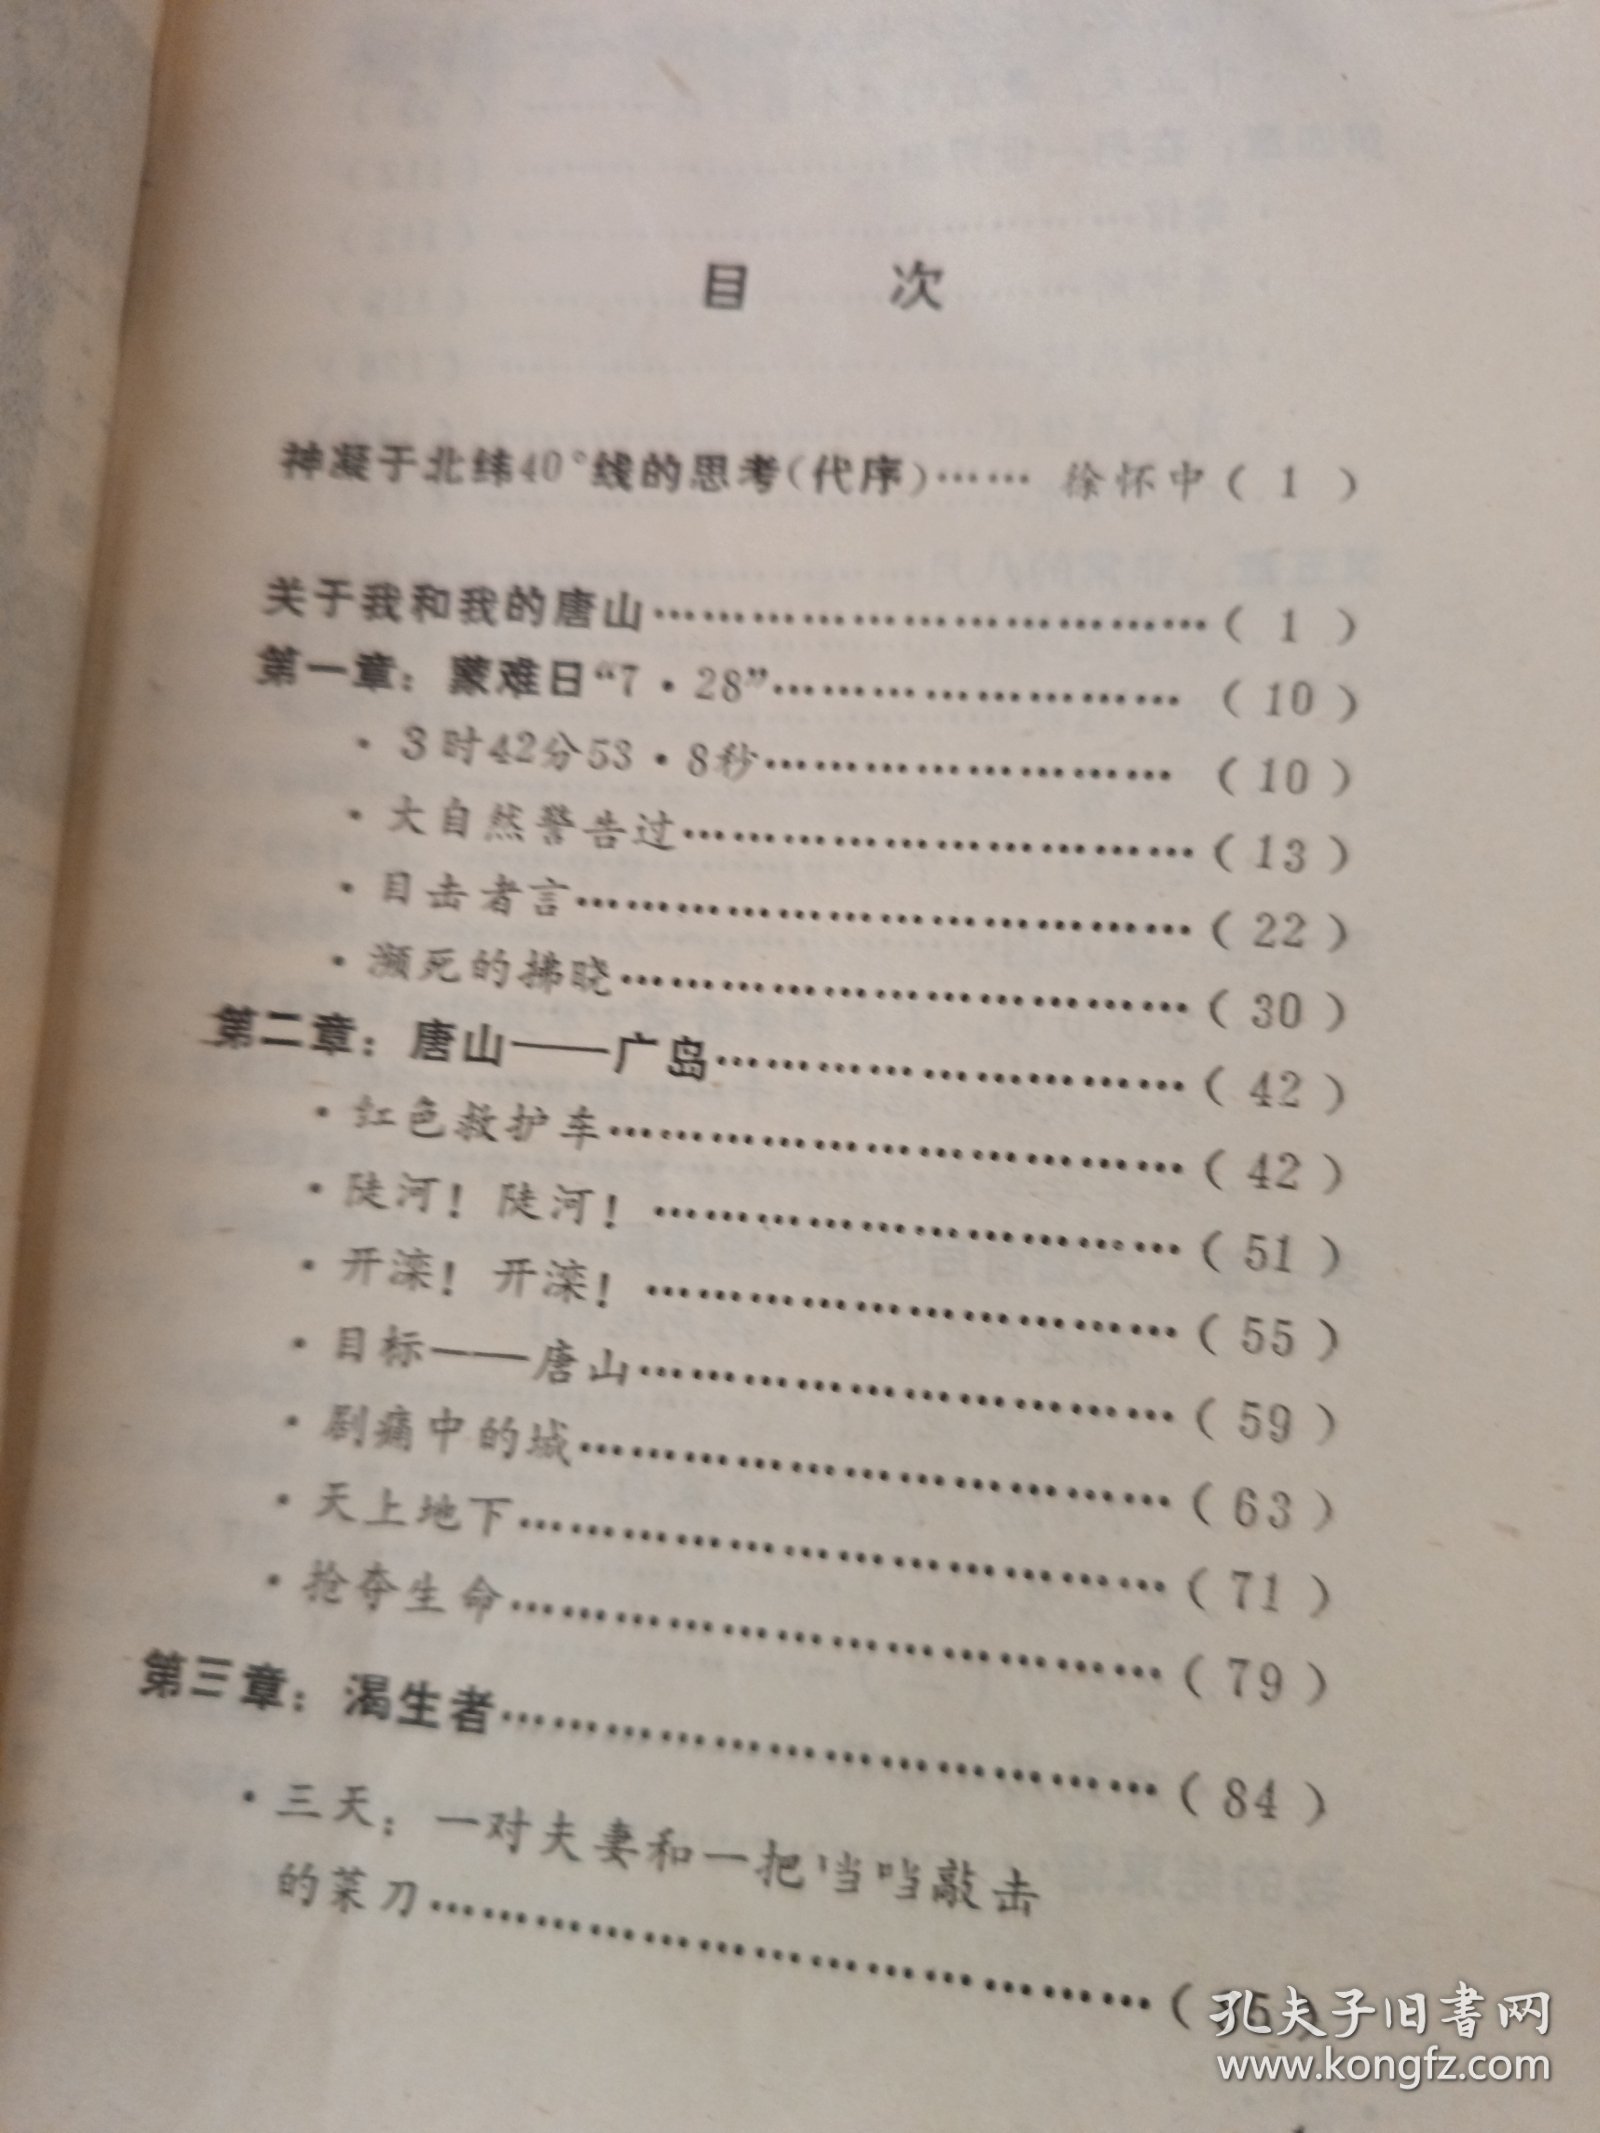 目 次
神凝于北纬40°线的思考(代序)…… 徐怀中( 1 )
关于我和我的唐山……………………………( 1 )
第一章：蒙难日“7·28”…………………… (10)
·3时42分53·8秒…………………… (10)
·大自然警告过…………………………(13)
·目击者言………………………………(22)
·濒死的拂晓……………………………(30)
第二章：唐山——广岛………………………(42)
·红色救护车……………………………(42)
·陡河！陡河！…………………………(51)
·开滦！开滦！…………………………(55)
·目标——唐山…………………………(59)
·剧痛中的城……………………………(63)
·天上地下………………………………(71)
·抢夺生命………………………………(79)
第三章：渴生者………………………………(84)
·三天：一对夫妻和一把当当敲击
的菜刀…………………………………(
孔夫子旧书网
www.kongfz.com